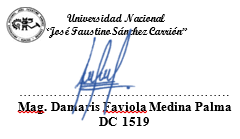 Universidad Nacional
"José Faustino Sánchez Carrión"
Mag. Damaris Faviola Medina Palma
DC 1519